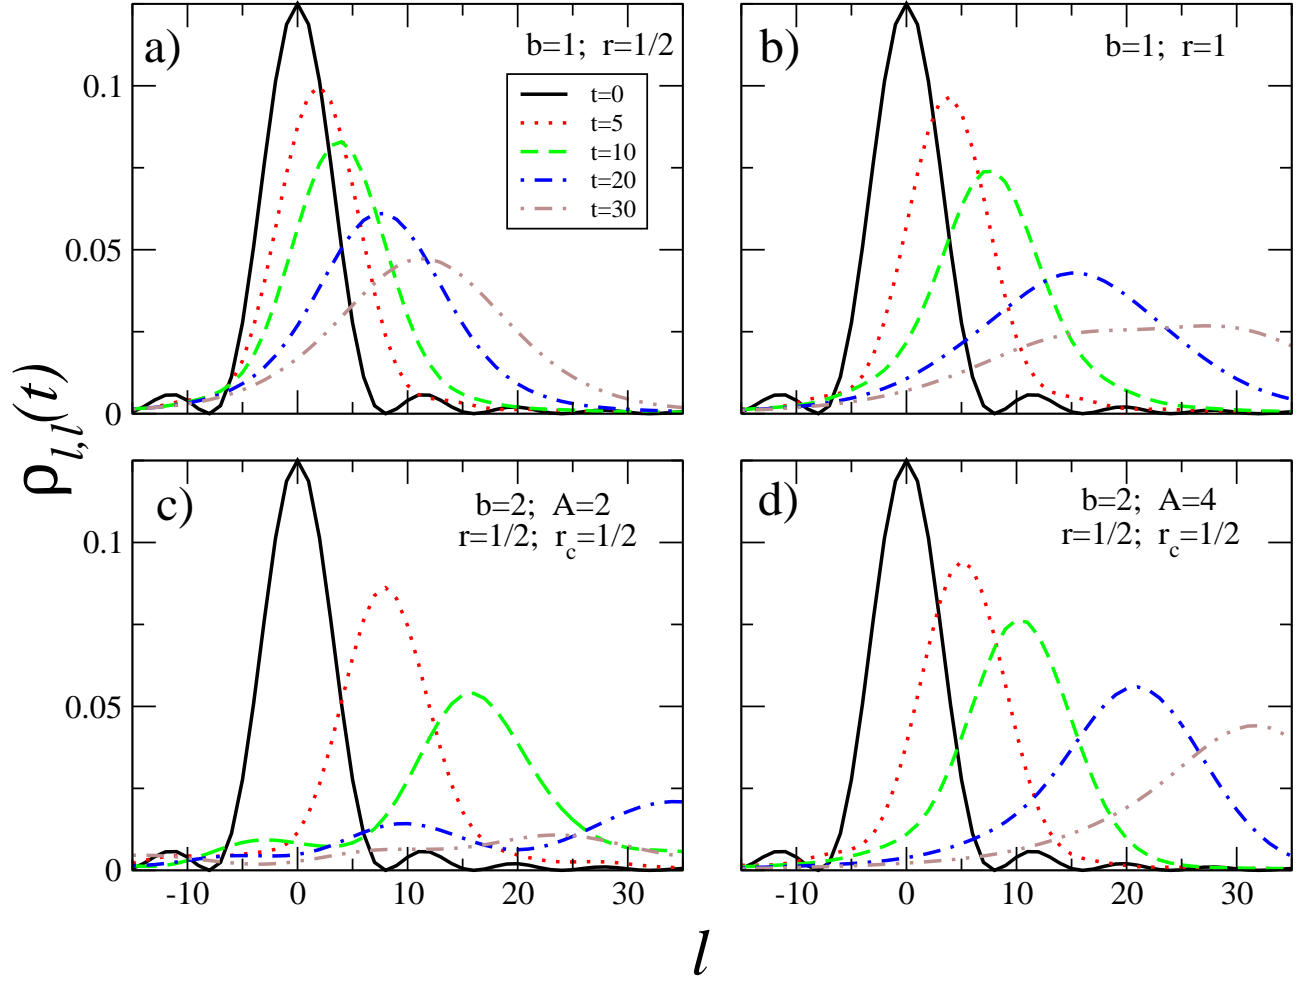 a)
b=1; r=1/2
t=0
t=5
t=10
t=20
t=30
0.1
0.05
0
b)
b=1; r=1
c)
b=2; A=2
r=1/2; r_c=1/2
0.1
0.05
0
-10 0 10 20 30
d)
b=2; A=4
r=1/2; r_c=1/2
-10 0 10 20 30
ρ_{l,l}(t)
l